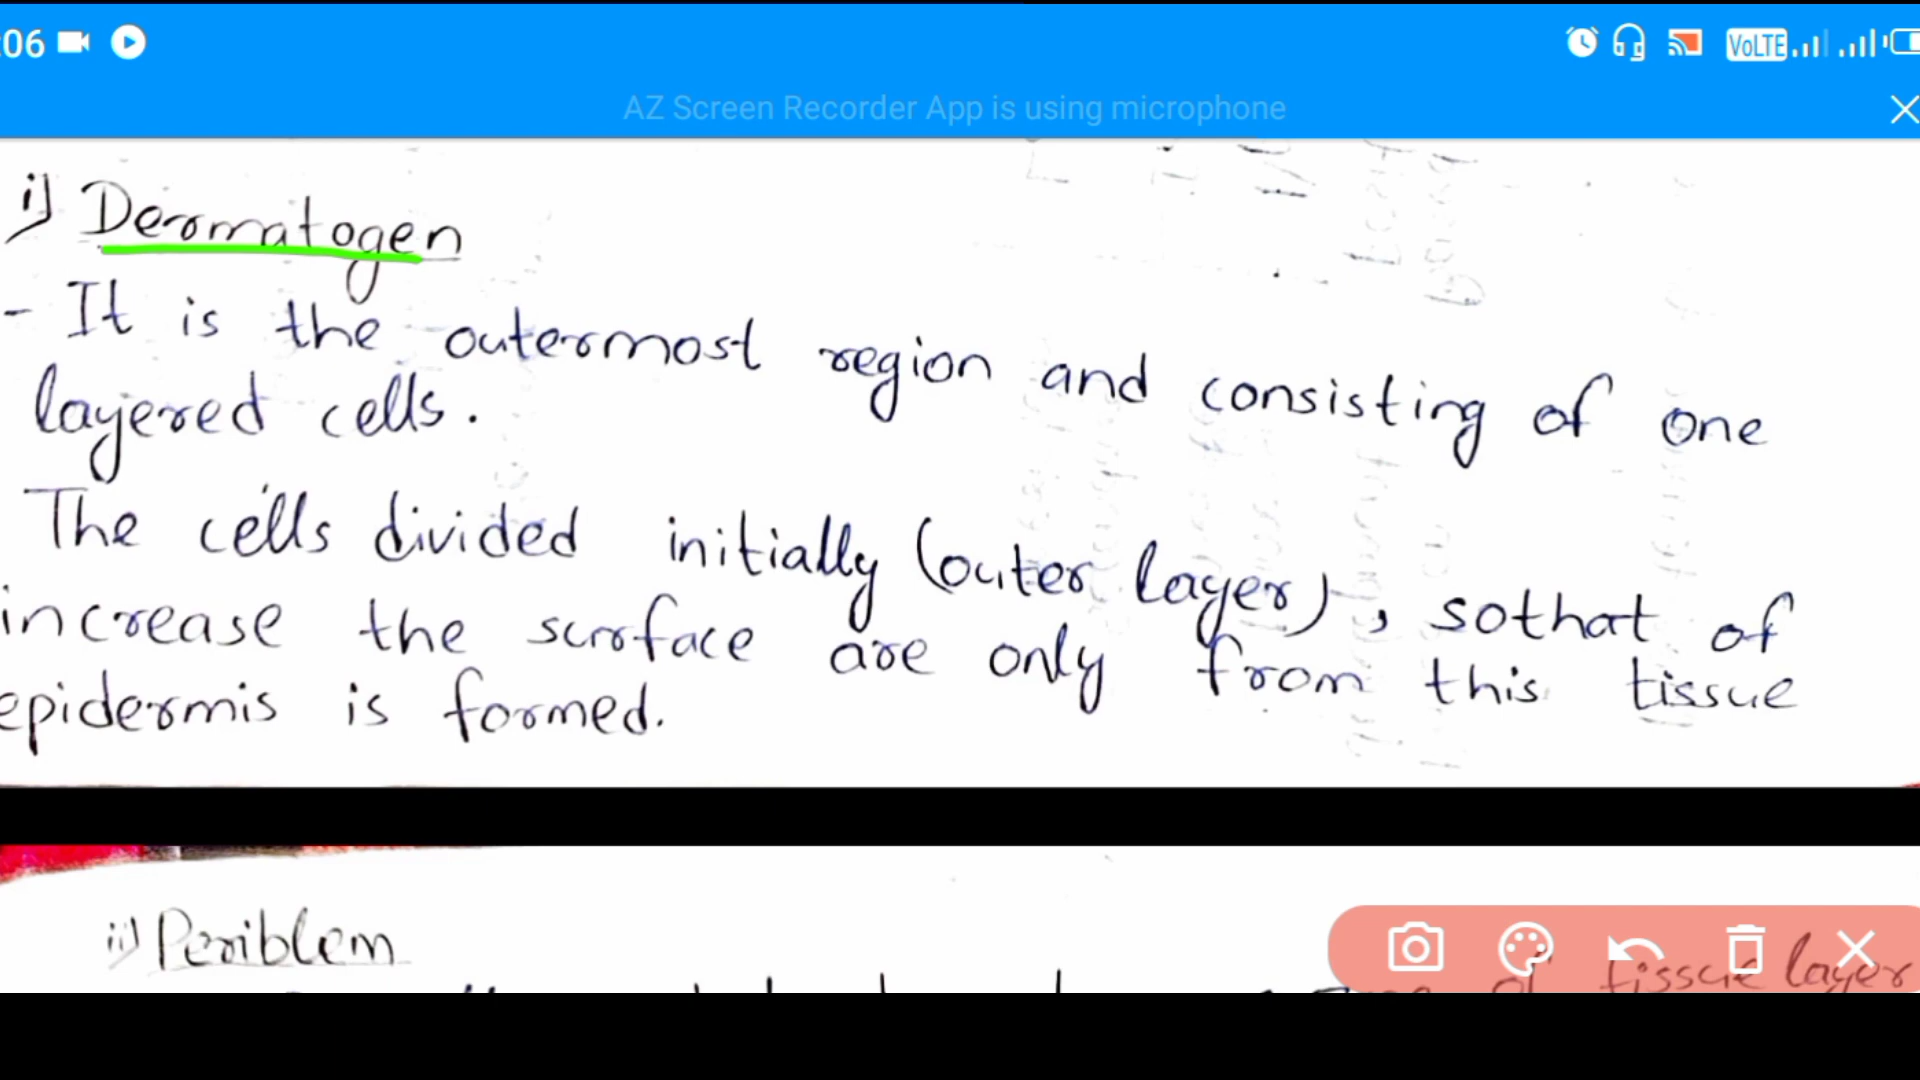 :06
VoLTE
AZ Screen Recorder App is using microphone
i) Dermatogen
- It is the outermost region and consisting of one
layered cells.
The cells divided initially (outer layer), sothat of
increase the surface are only from this tissue
epidermis is formed.
ii) Periblem
of tissue layer